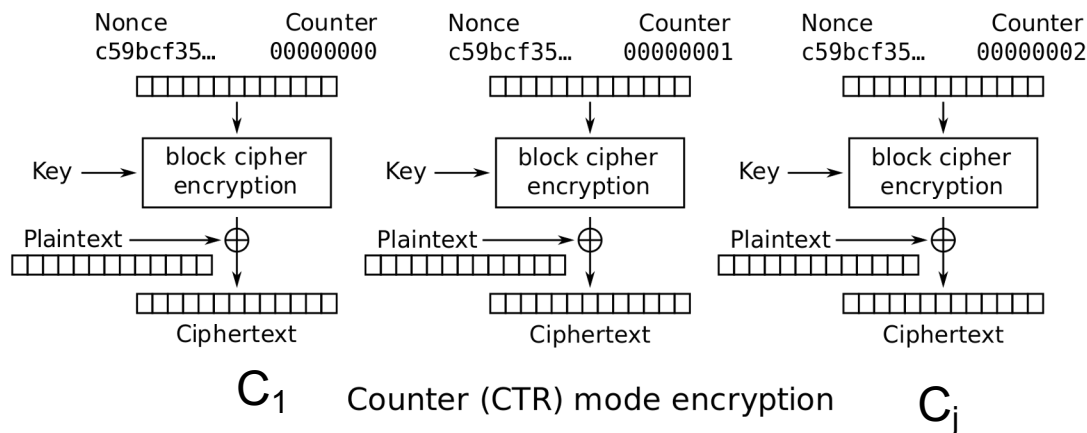 Nonce Counter Nonce Counter Nonce Counter
c59bcf35… 00000000 c59bcf35… 00000001 c59bcf35… 00000002
Key block cipher encryption Key block cipher encryption Key block cipher encryption
Plaintext Plaintext Plaintext
Ciphertext Ciphertext Ciphertext
C1 Counter (CTR) mode encryption Cj